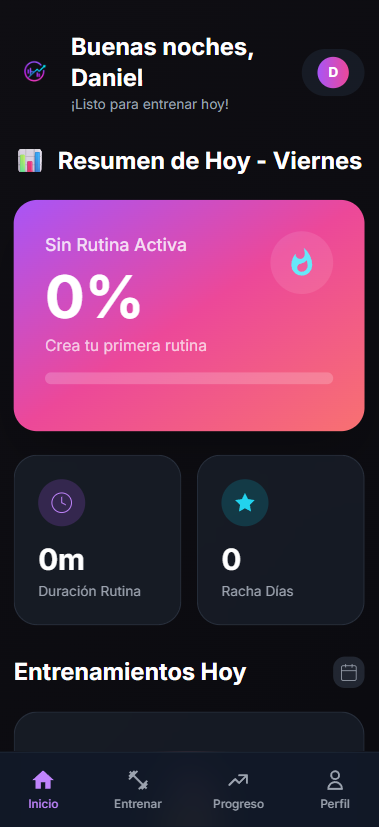 Buenas noches,
Daniel
¡Listo para entrenar hoy!
D
Resumen de Hoy - Viernes
Sin Rutina Activa
0%
Crea tu primera rutina
0m
Duración Rutina
0
Racha Días
Entrenamientos Hoy
Inicio
Entrenar
Progreso
Perfil